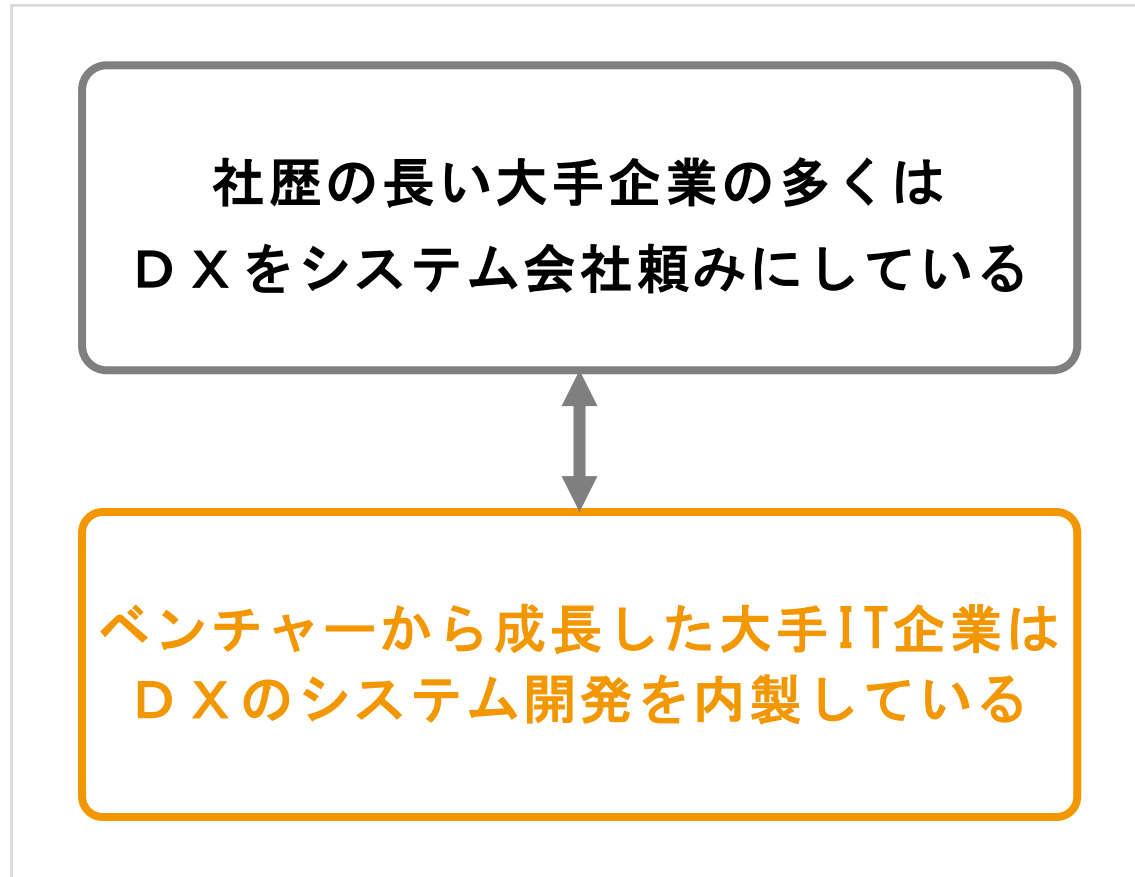 社歴の長い大手企業の多くは
ＤＸをシステム会社頼みにしている
ベンチャーから成長した大手IT企業は
ＤＸのシステム開発を内製している